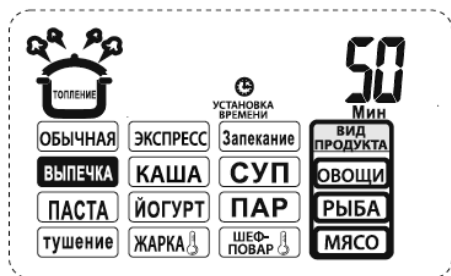 50
ТОПЛЕНИЕ
УСТАНОВКА
ВРЕМЕНИ
Мин
ОБЫЧНАЯ ЭКСПРЕСС Запекание ВИД
ПРОДУКТА
ВЫПЕЧКА КАША СУП ОВОЩИ
ПАСТА ЙОГУРТ ПАР РЫБА
тушение ЖАРКА ШЕФ-
ПОВАР МЯСО